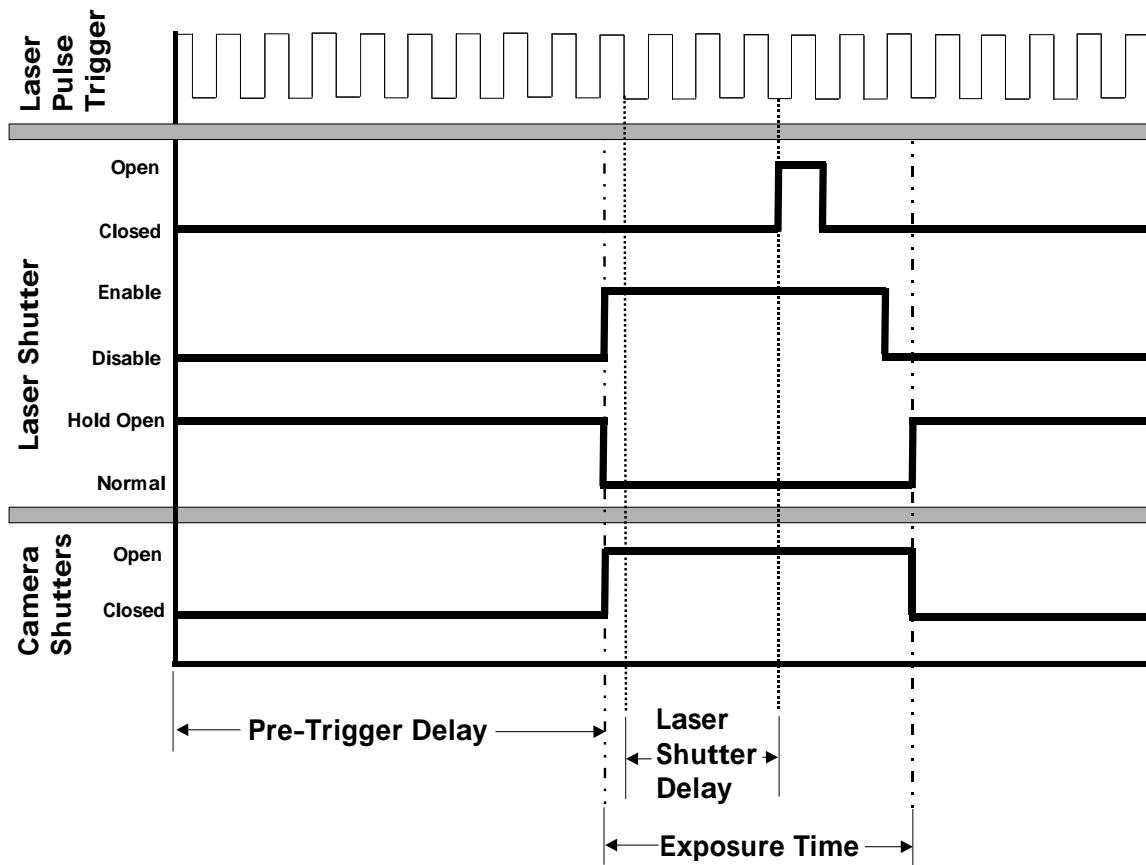 Laser
Pulse
Trigger
Open
Closed
Laser Shutter
Enable
Disable
Hold Open
Normal
Camera
Shutters
Open
Closed
Pre-Trigger Delay
Laser
Shutter
Delay
Exposure Time